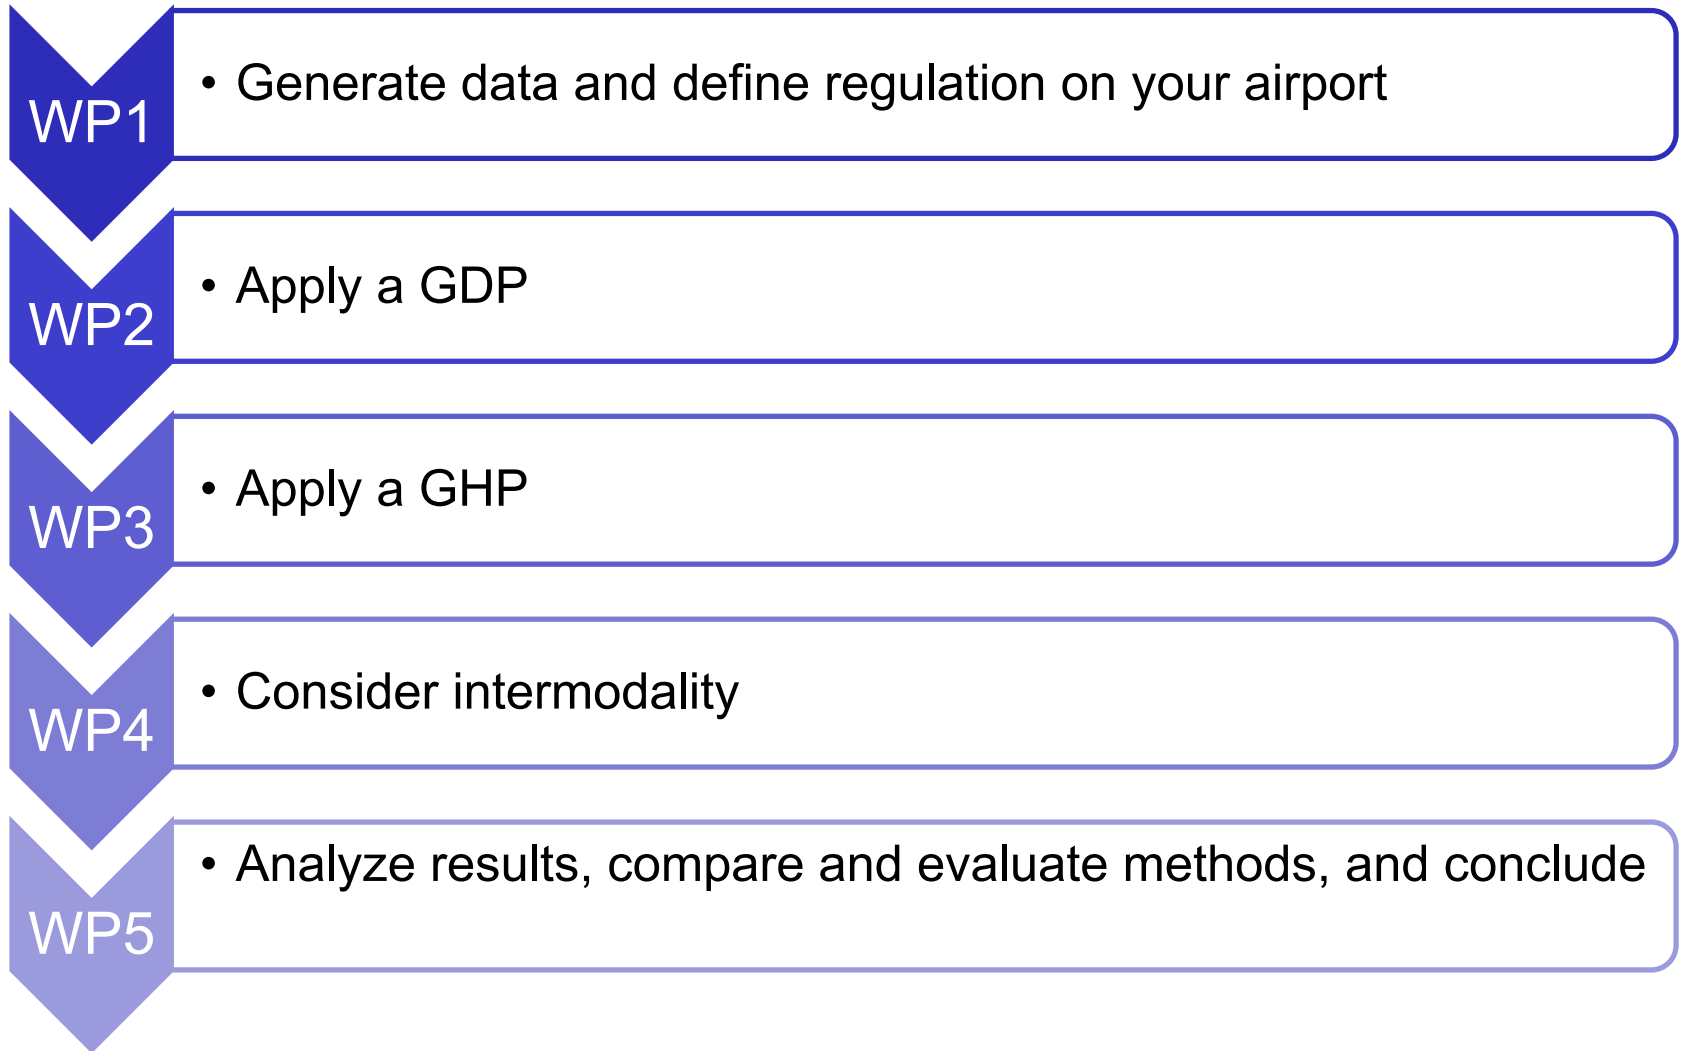 WP1
• Generate data and define regulation on your airport
WP2
• Apply a GDP
WP3
• Apply a GHP
WP4
• Consider intermodality
WP5
• Analyze results, compare and evaluate methods, and conclude